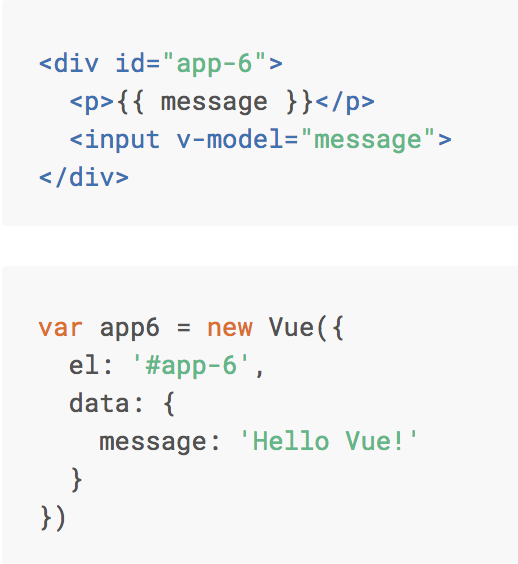 <div id="app-6">
  <p>{{ message }}</p>
  <input v-model="message">
</div>
var app6 = new Vue({
  el: '#app-6',
  data: {
    message: 'Hello Vue!'
  }
})